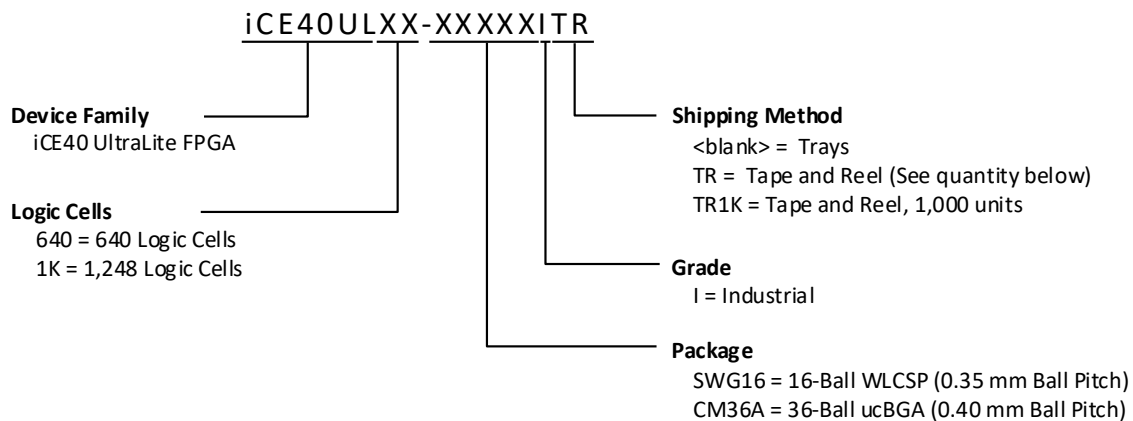 iCE40ULXX-XXXXXITR
Device Family
iCE40 UltraLite FPGA
Logic Cells
640 = 640 Logic Cells
1K = 1,248 Logic Cells
Shipping Method
<blank> = Trays
TR = Tape and Reel (See quantity below)
TR1K = Tape and Reel, 1,000 units
Grade
I = Industrial
Package
SWG16 = 16-Ball WLCSP (0.35 mm Ball Pitch)
CM36A = 36-Ball ucBGA (0.40 mm Ball Pitch)